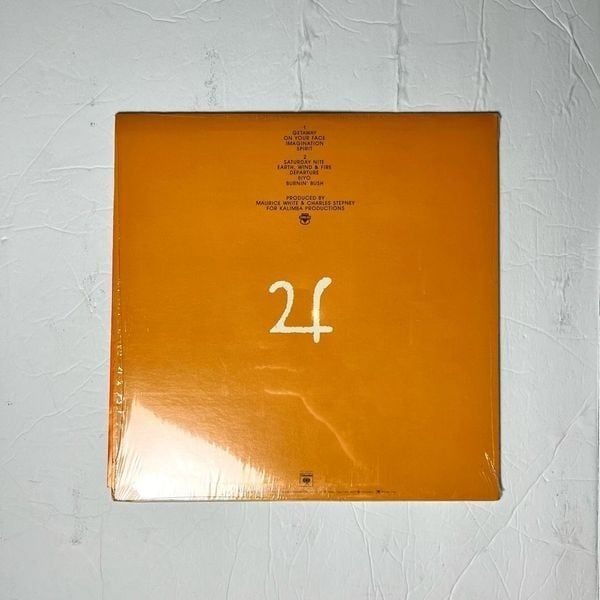 1
GETAWAY
ON YOUR FACE
IMAGINATION
SPIRIT
2
SATURDAY NITE
EARTH, WIND & FIRE
DEPARTURE
BIYO
BURNIN' BUSH
PRODUCED BY
MAURICE WHITE & CHARLES STEPNEY
FOR KALIMBA PRODUCTIONS